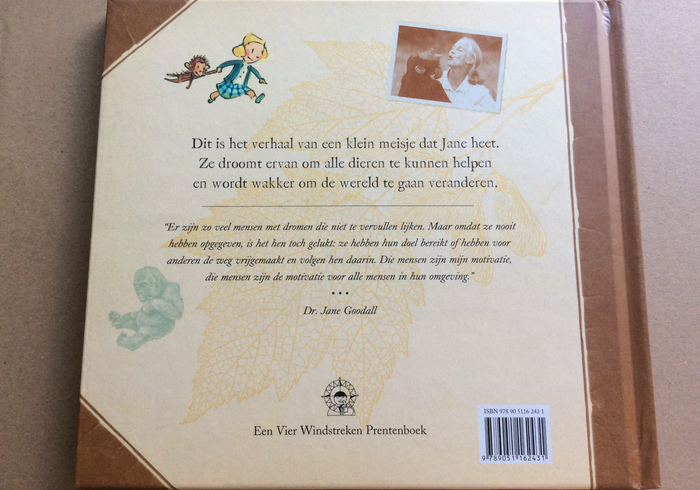 Dit is het verhaal van een klein meisje dat Jane heet.
Ze droomt ervan om alle dieren te kunnen helpen
en wordt wakker om de wereld te gaan veranderen.
"Er zijn zo veel mensen met dromen die niet te vervullen lijken. Maar omdat ze nooit
hebben opgegeven, is het hen toch gelukt: ze hebben hun doel bereikt of hebben voor
anderen de weg vrijgemaakt en volgen hen daarin. Die mensen zijn mijn motivatie,
die mensen zijn de motivatie voor alle mensen in hun omgeving."
• • •
Dr. Jane Goodall
Een Vier Windstreken Prentenboek
ISBN 978 90 5116 243 1
9 789051 162431